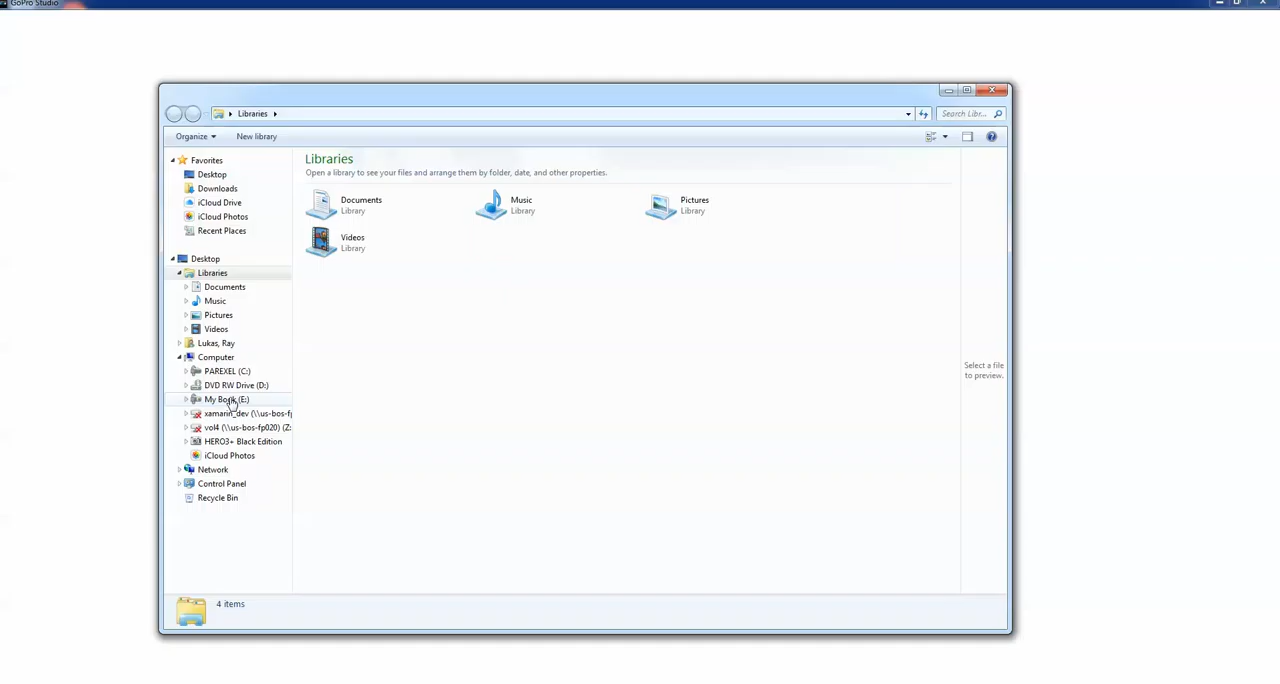 GoPro Studio
Libraries
Search Libr...
Organize
New library
Favorites
Desktop
Downloads
iCloud Drive
iCloud Photos
Recent Places
Desktop
Libraries
Documents
Music
Pictures
Videos
Lukas, Ray
Computer
PAREXEL (C:)
DVD RW Drive (D:)
My Book (E:)
xamarin_dev (\\us-bos-f
vol4 (\\us-bos-fp020) (Z:
HERO3+ Black Edition
iCloud Photos
Network
Control Panel
Recycle Bin
Libraries
Open a library to see your files and arrange them by folder, date, and other properties.
Documents
Library
Music
Library
Pictures
Library
Videos
Library
Select a file
to preview.
4 items